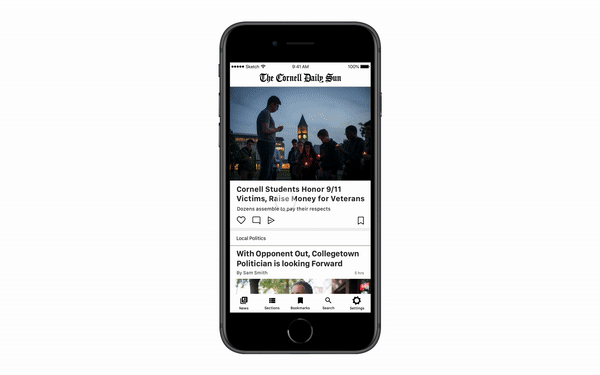 Sketch 9:41 AM 100%
The Cornell Daily Sun
Cornell Students Honor 9/11
Victims, Raise Money for Veterans
Dozens assemble to pay their respects
Local Politics
With Opponent Out, Collegetown
Politician is looking Forward
By Sam Smith
News Sections Bookmarks Search Settings